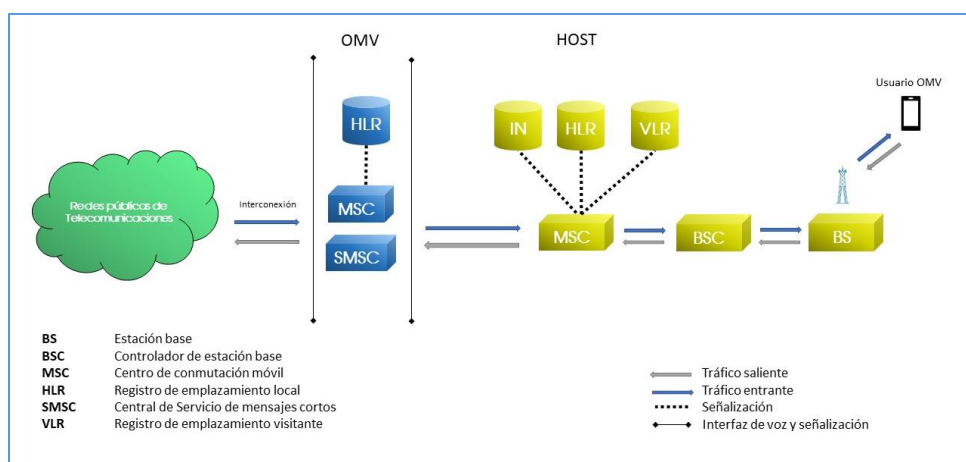 OMV
HOST
Usuario OMV
HLR
IN
HLR
VLR
Redes públicas de
Telecomunicaciones
Interconexión
MSC
SMSC
MSC
BSC
BS
BS Estación base
BSC Controlador de estación base
MSC Centro de conmutación móvil
HLR Registro de emplazamiento local
SMSC Central de Servicio de mensajes cortos
VLR Registro de emplazamiento visitante
Tráfico saliente
Tráfico entrante
Señalización
Interfaz de voz y señalización